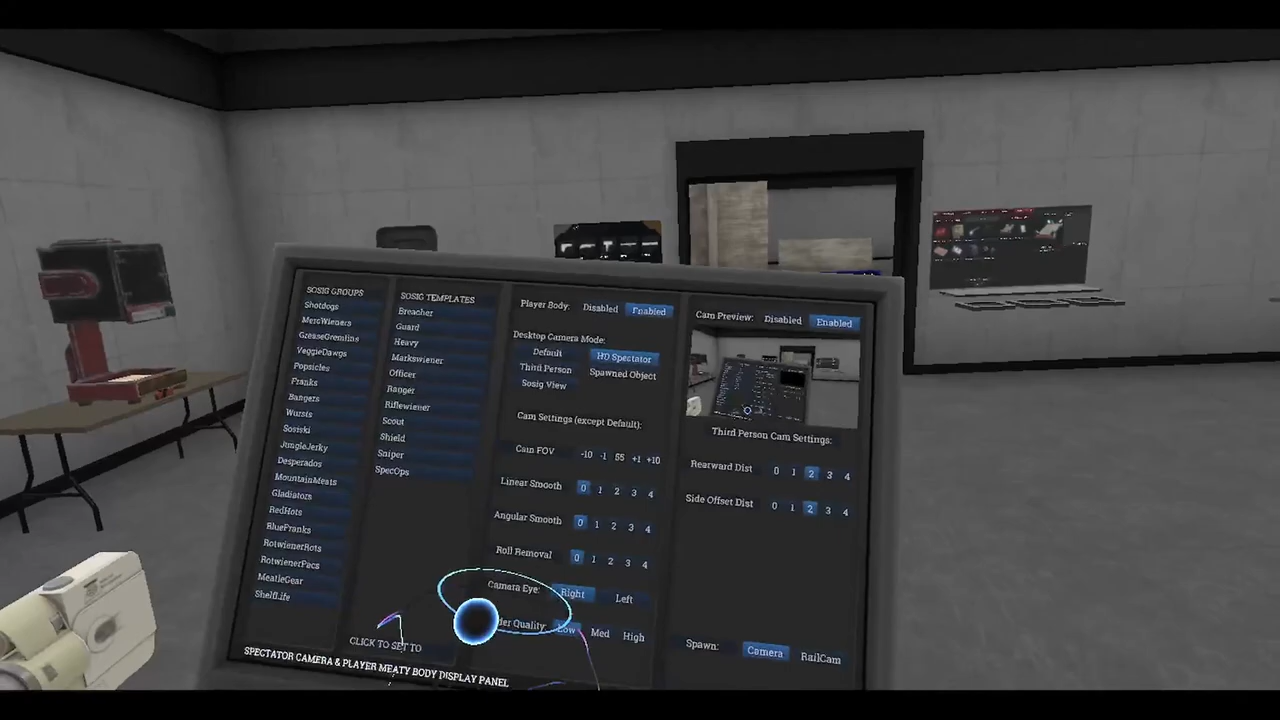 SOSIG GROUPS
Shotdogs
MercWieners
GreaseGremlins
VeggieDawgs
Popsicles
Franks
Bangers
Wursts
Sosiski
JungleJerky
Desperados
MountainMeats
Gladiators
RedHots
BlueFranks
RotwienerRots
RotwienerPacs
MeatleGear
ShelfLife
SOSIG TEMPLATES
Breacher
Guard
Heavy
Markswiener
Officer
Ranger
Riflewiener
Scout
Shield
Sniper
SpecOps
CLICK TO SET TO
Player Body: Disabled Enabled
Desktop Camera Mode:
Default HD Spectator
Third Person Spawned Object
Sosig View
Cam Settings (except Default):
Cam FOV -10 -1 55 +1 +10
Linear Smooth 0 1 2 3 4
Angular Smooth 0 1 2 3 4
Roll Removal 0 1 2 3 4
Camera Eye: Right Left
Quality: Low Med High
Cam Preview: Disabled Enabled
Third Person Cam Settings:
Rearward Dist 0 1 2 3 4
Side Offset Dist 0 1 2 3 4
Spawn: Camera RailCam
SPECTATOR CAMERA & PLAYER MEATY BODY DISPLAY PANEL